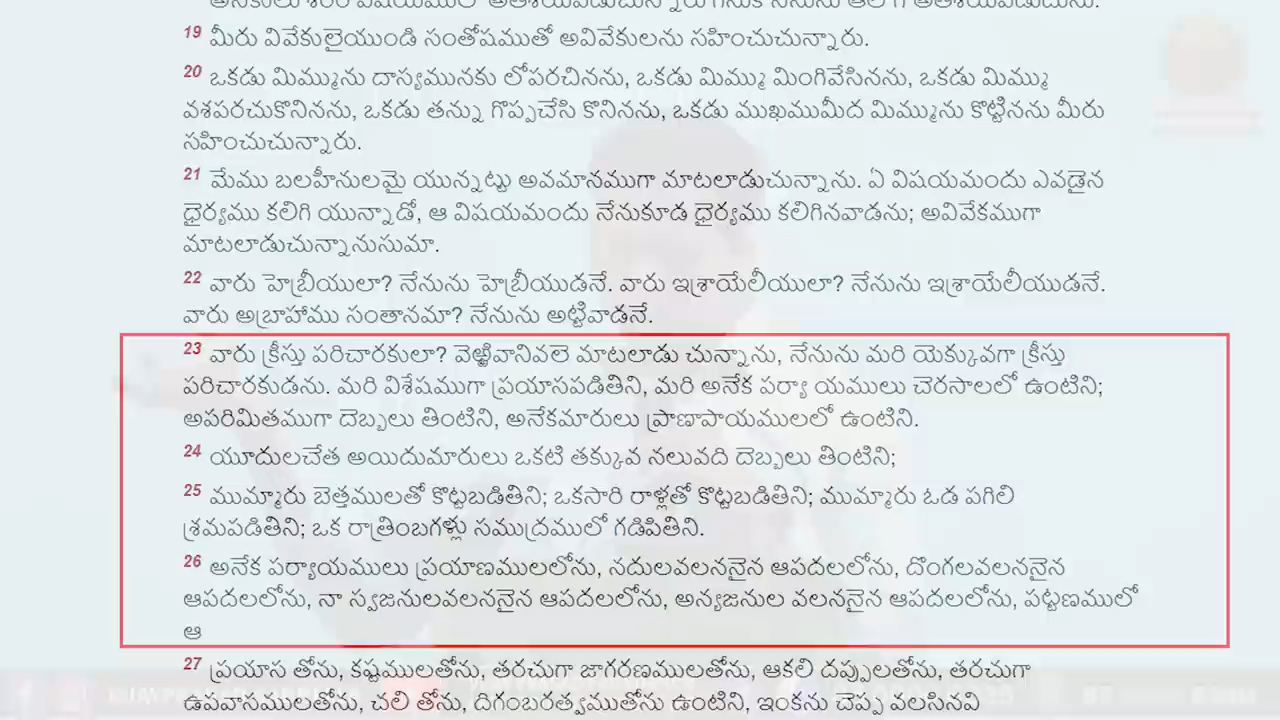 19 మీరు వివేకులైయుండి సంతోషముతో అవివేకులను సహించుచున్నారు.
20 ఒకడు మిమ్మును దాస్యమునకు లోపరచినను, ఒకడు మిమ్ము మింగివేసినను, ఒకడు మిమ్ము
వశపరచుకొనినను, ఒకడు తన్ను గొప్పచేసి కొనినను, ఒకడు ముఖముమీద మిమ్మును కొట్టినను మీరు
సహించుచున్నారు.
21 మేము బలహీనులమై యున్నట్టు అవమానముగా మాటలాడుచున్నాను. ఏ విషయమందు ఎవడైన
ధైర్యము కలిగి యున్నాడో, ఆ విషయమందు నేనుకూడ ధైర్యము కలిగినవాడను; అవివేకముగా
మాటలాడుచున్నానుసుమా.
22 వారు హెబ్రీయులా? నేనును హెబ్రీయుడనే. వారు ఇశ్రాయేలీయులా? నేనును ఇశ్రాయేలీయుడనే.
వారు అబ్రాహాము సంతానమా? నేనును అట్టివాడనే.
23 వారు క్రీస్తు పరిచారకులా? వెఱ్ఱివానివలె మాటలాడు చున్నాను, నేనును మరి యెక్కువగా క్రీస్తు
పరిచారకుడను. మరి విశేషముగా ప్రయాసపడితిని, మరి అనేక పర్యా యములు చెరసాలలో ఉంటిని;
అపరిమితముగా దెబ్బలు తింటిని, అనేకమారులు ప్రాణాపాయములలో ఉంటిని.
24 యూదులచేత అయిదుమారులు ఒకటి తక్కువ నలువది దెబ్బలు తింటిని;
25 ముమ్మారు బెత్తములతో కొట్టబడితిని; ఒకసారి రాళ్లతో కొట్టబడితిని; ముమ్మారు ఓడ పగిలి
శ్రమపడితిని; ఒక రాత్రింబగళ్లు సముద్రములో గడిపితిని.
26 అనేక పర్యాయములు ప్రయాణములలోను, నదులవలననైన ఆపదలలోను, దొంగలవలననైన
ఆపదలలోను, నా స్వజనులవలననైన ఆపదలలోను, అన్యజనుల వలననైన ఆపదలలోను, పట్టణములో
ఆ
27 ప్రయాస తోను, కష్టములతోను, తరచుగా జాగరణములతోను, ఆకలి దప్పులతోను, తరచుగా
ఉపవాసములతోను, చలి తోను, దిగంబరత్వముతోను ఉంటిని, ఇంకను చెప్ప వలసినవి